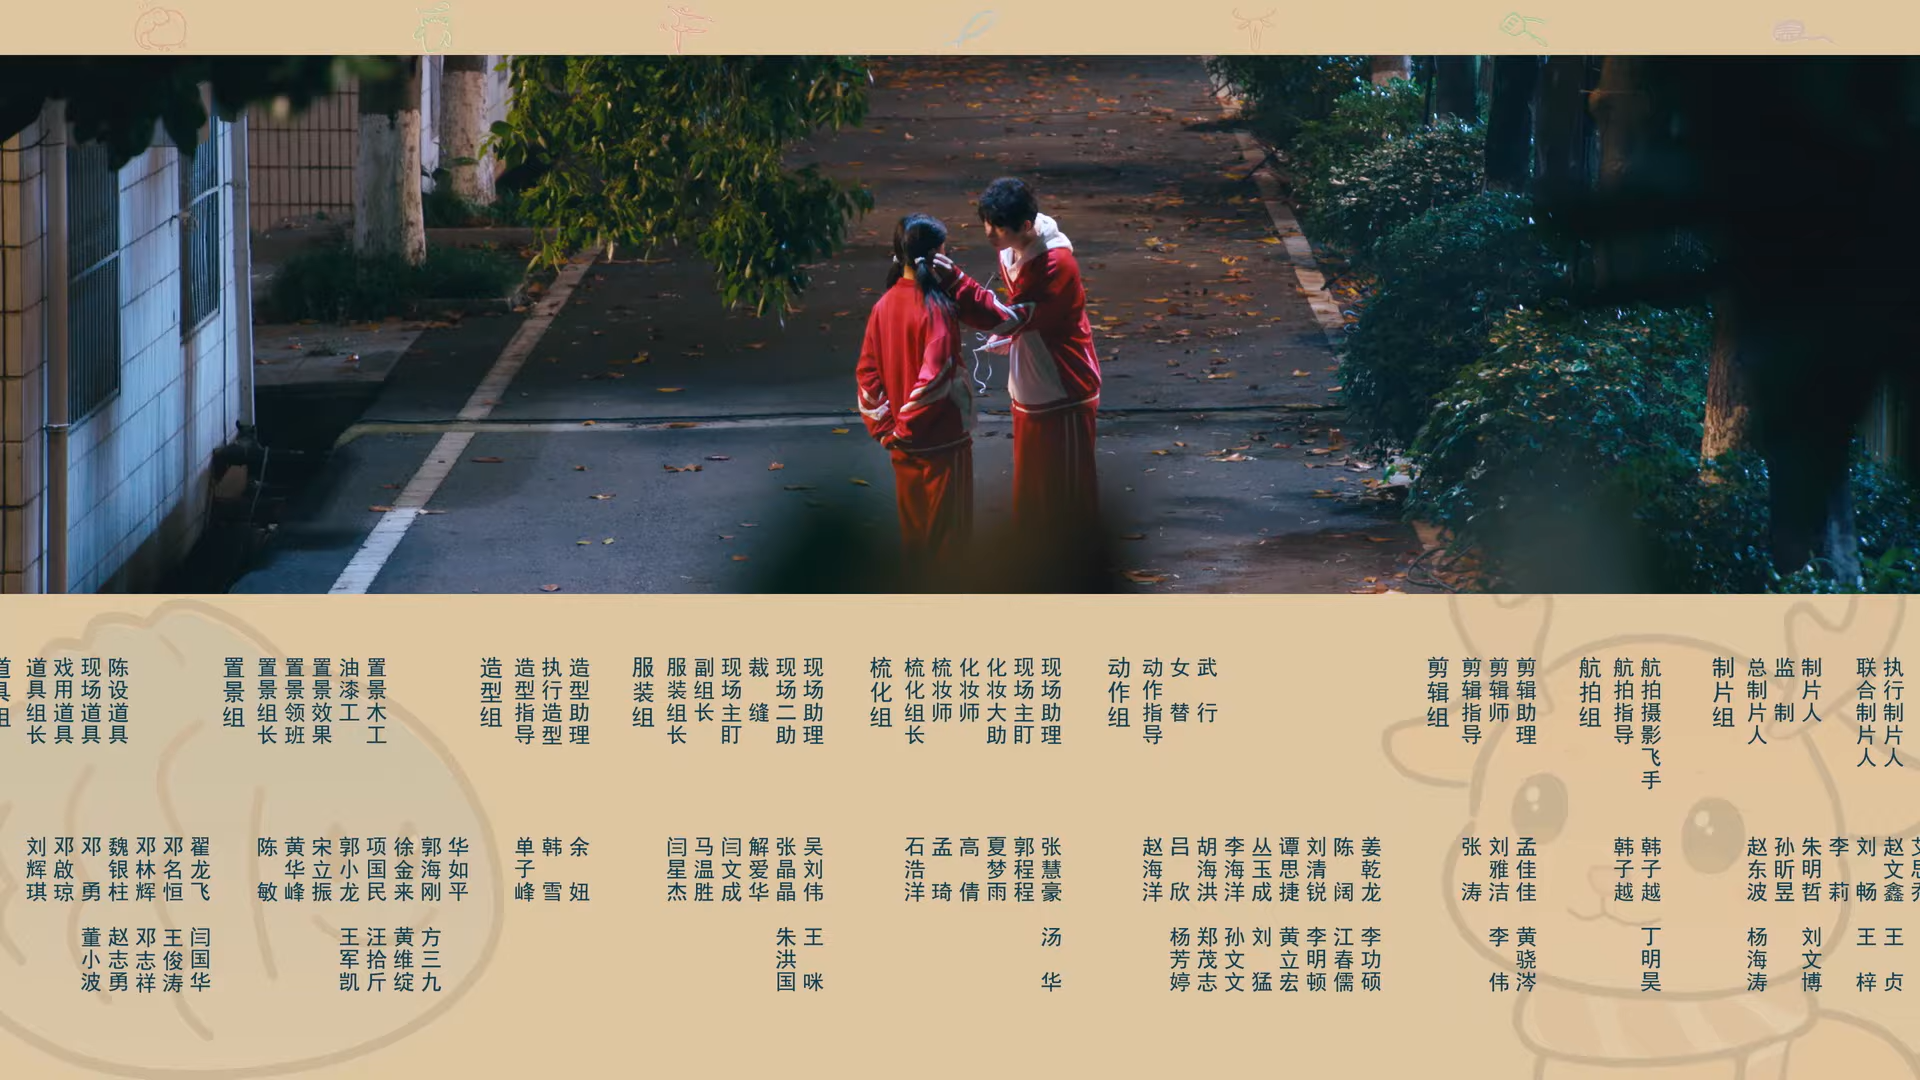 道具组
道具组长
戏用道具
现场道具
陈设道具
刘辉琪
邓啟琼
邓勇
魏银柱
邓林辉
邓名恒
翟龙飞
董小波
赵志勇
邓志祥
王俊涛
闫国华
置景组
置景组长
置景领班
置景效果
油漆工
置景木工
陈敏
黄华峰
宋立振
郭小龙
项国民
徐金来
郭海刚
华如平
王军凯
汪拾斤
黄维绽
方三九
造型组
造型指导
执行造型
造型助理
单子峰
韩雪
余妞
服装组
服装组长
副组长
现场主盯
裁缝
现场二助
现场助理
闫星杰
马温胜
闫文成
解爱华
张晶晶
吴刘伟
朱洪国
王咪
梳化组
梳化组长
梳妆师
化妆师
化妆大助
现场主盯
现场助理
石浩洋
孟琦
高倩
夏梦雨
郭程程
张慧豪
汤华
动作组
动作指导
女替
武行
赵海洋
吕欣
胡海洪
李海洋
丛玉成
谭思捷
刘清锐
陈阔
姜乾龙
杨芳婷
郑茂志
孙文文
刘猛
黄立宏
李明顿
江春儒
李功硕
剪辑组
剪辑指导
剪辑师
剪辑助理
张涛
刘雅洁
孟佳佳
李伟
黄骁涔
航拍组
航拍指导
航拍摄影飞手
韩子越
韩子越
丁明昊
制片组
总制片人
监制
制片人
联合制片人
执行制片人
赵东波
孙昕昱
朱明哲
李莉
刘畅
赵文鑫
杨海涛
刘文博
王梓
王贞